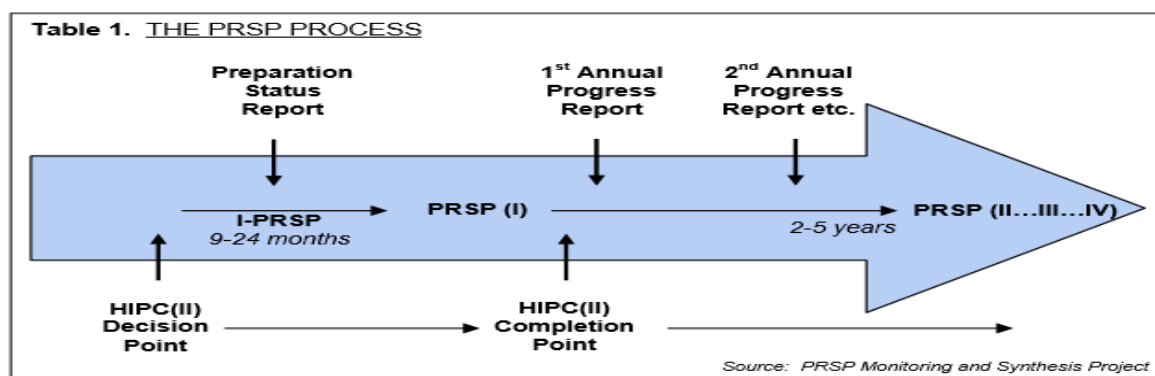 Table 1. THE PRSP PROCESS
Preparation
Status
Report
1st Annual
Progress
Report
2nd Annual
Progress
Report etc.
I-PRSP
9-24 months
PRSP (I)
2-5 years
PRSP (II...III...IV)
HIPC(II)
Decision
Point
HIPC(II)
Completion
Point
Source: PRSP Monitoring and Synthesis Project